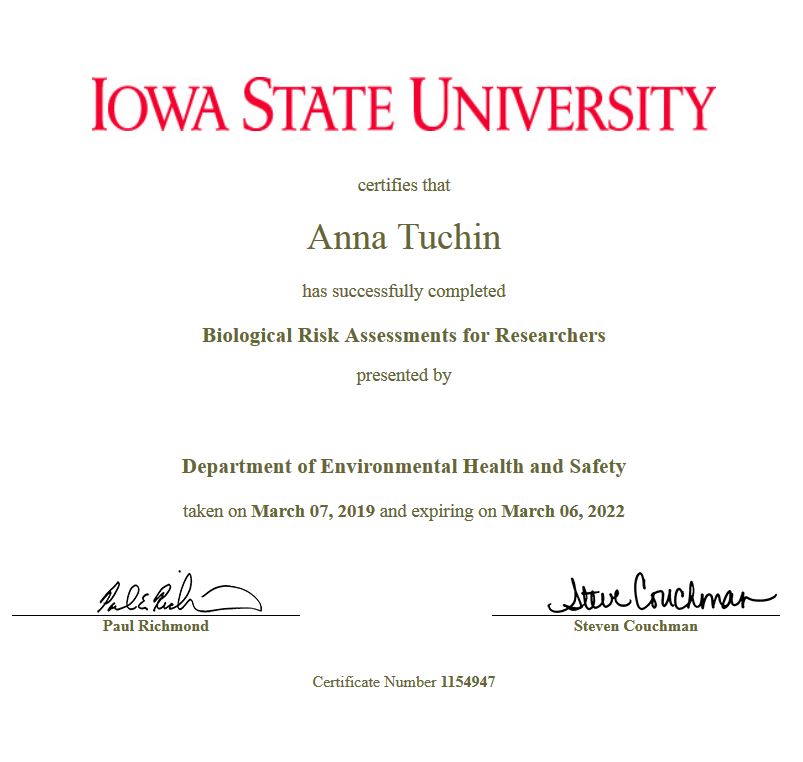 IOWA STATE UNIVERSITY
certifies that
Anna Tuchin
has successfully completed
Biological Risk Assessments for Researchers
presented by
Department of Environmental Health and Safety
taken on March 07, 2019 and expiring on March 06, 2022
Paul E. Rich Steve Couchman
Paul Richmond Steven Couchman
Certificate Number 1154947